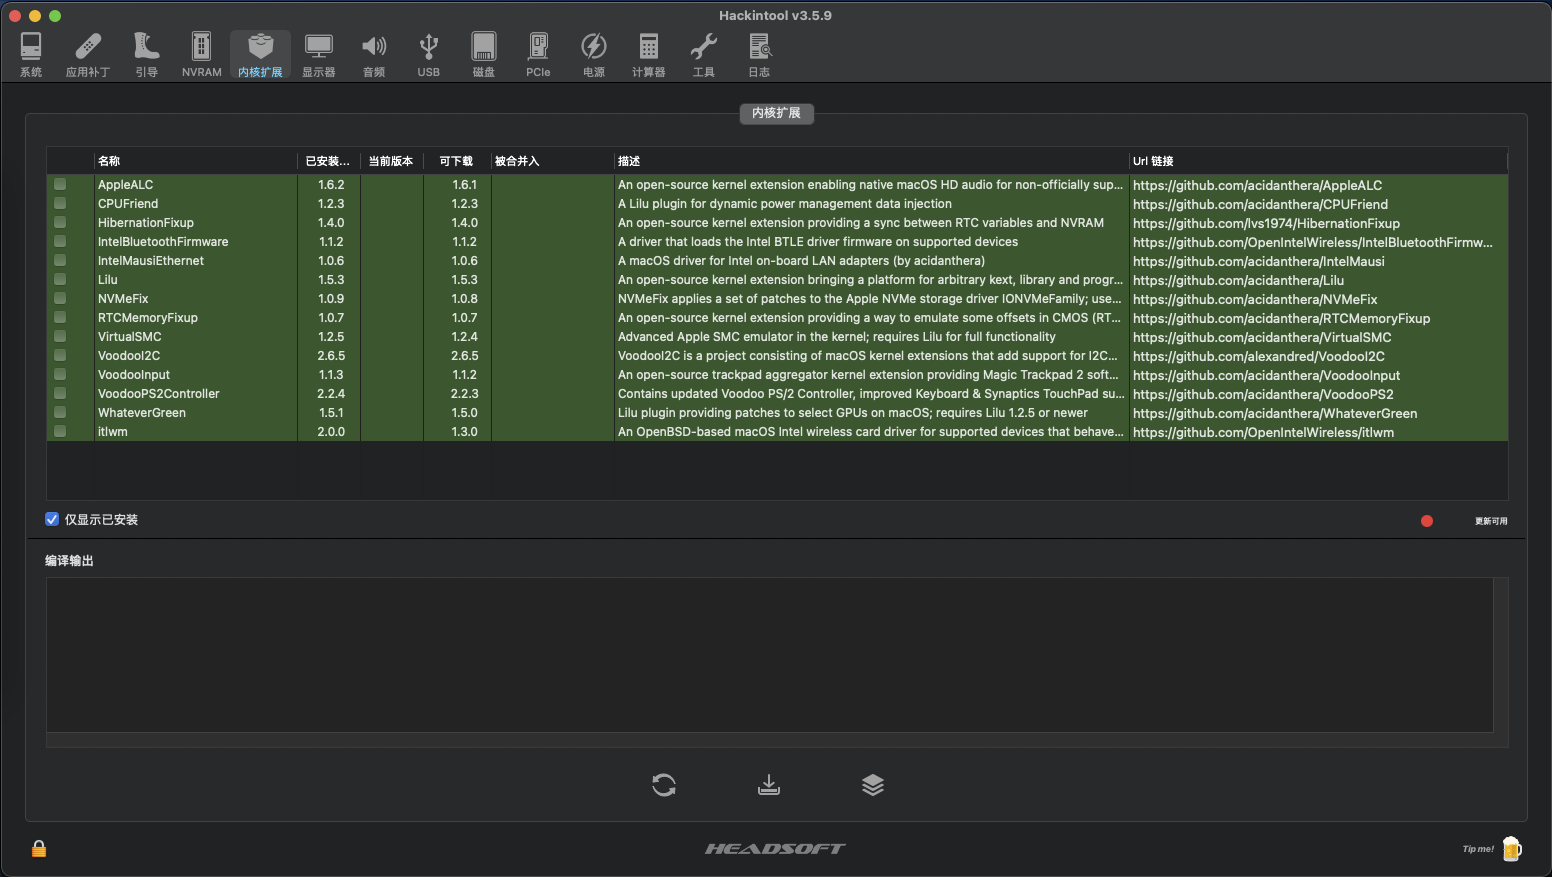 Hackintool v3.5.9
系统 应用补丁 引导 NVRAM 内核扩展 显示器 音频 USB 磁盘 PCIe 电源 计算器 工具 日志
内核扩展
名称 已安装... 当前版本 可下载 被合并入 描述 Url 链接
AppleALC 1.6.2 1.6.1 An open-source kernel extension enabling native macOS HD audio for non-officially sup... https://github.com/acidanthera/AppleALC
CPUFriend 1.2.3 1.2.3 A Lilu plugin for dynamic power management data injection https://github.com/acidanthera/CPUFriend
HibernationFixup 1.4.0 1.4.0 An open-source kernel extension providing a sync between RTC variables and NVRAM https://github.com/lvs1974/HibernationFixup
IntelBluetoothFirmware 1.1.2 1.1.2 A driver that loads the Intel BTLE driver firmware on supported devices https://github.com/OpenIntelWireless/IntelBluetoothFirmw...
IntelMausiEthernet 1.0.6 1.0.6 A macOS driver for Intel on-board LAN adapters (by acidanthera) https://github.com/acidanthera/IntelMausi
Lilu 1.5.3 1.5.3 An open-source kernel extension bringing a platform for arbitrary kext, library and progr... https://github.com/acidanthera/Lilu
NVMeFix 1.0.9 1.0.8 NVMeFix applies a set of patches to the Apple NVMe storage driver IONVMeFamily; use... https://github.com/acidanthera/NVMeFix
RTCMemoryFixup 1.0.7 1.0.7 An open-source kernel extension providing a way to emulate some offsets in CMOS (RT... https://github.com/acidanthera/RTCMemoryFixup
VirtualSMC 1.2.5 1.2.4 Advanced Apple SMC emulator in the kernel; requires Lilu for full functionality https://github.com/acidanthera/VirtualSMC
VoodooI2C 2.6.5 2.6.5 VoodooI2C is a project consisting of macOS kernel extensions that add support for I2C... https://github.com/alexandred/VoodooI2C
VoodooInput 1.1.3 1.1.2 An open-source trackpad aggregator kernel extension providing Magic Trackpad 2 soft... https://github.com/acidanthera/VoodooInput
VoodooPS2Controller 2.2.4 2.2.3 Contains updated Voodoo PS/2 Controller, improved Keyboard & Synaptics TouchPad su... https://github.com/acidanthera/VoodooPS2
WhateverGreen 1.5.1 1.5.0 Lilu plugin providing patches to select GPUs on macOS; requires Lilu 1.2.5 or newer https://github.com/acidanthera/WhateverGreen
itlwm 2.0.0 1.3.0 An OpenBSD-based macOS Intel wireless card driver for supported devices that behave... https://github.com/OpenIntelWireless/itlwm
仅显示已安装 更新可用
编译输出
HEADSOFT Tip me!